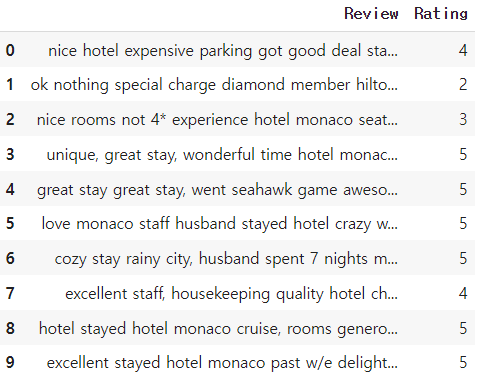 Review Rating
0 nice hotel expensive parking got good deal sta... 4
1 ok nothing special charge diamond member hilto... 2
2 nice rooms not 4* experience hotel monaco seat... 3
3 unique, great stay, wonderful time hotel monac... 5
4 great stay great stay, went seahawk game aweso... 5
5 love monaco staff husband stayed hotel crazy w... 5
6 cozy stay rainy city, husband spent 7 nights m... 5
7 excellent staff, housekeeping quality hotel ch... 4
8 hotel stayed hotel monaco cruise, rooms genero... 5
9 excellent stayed hotel monaco past w/e delight... 5